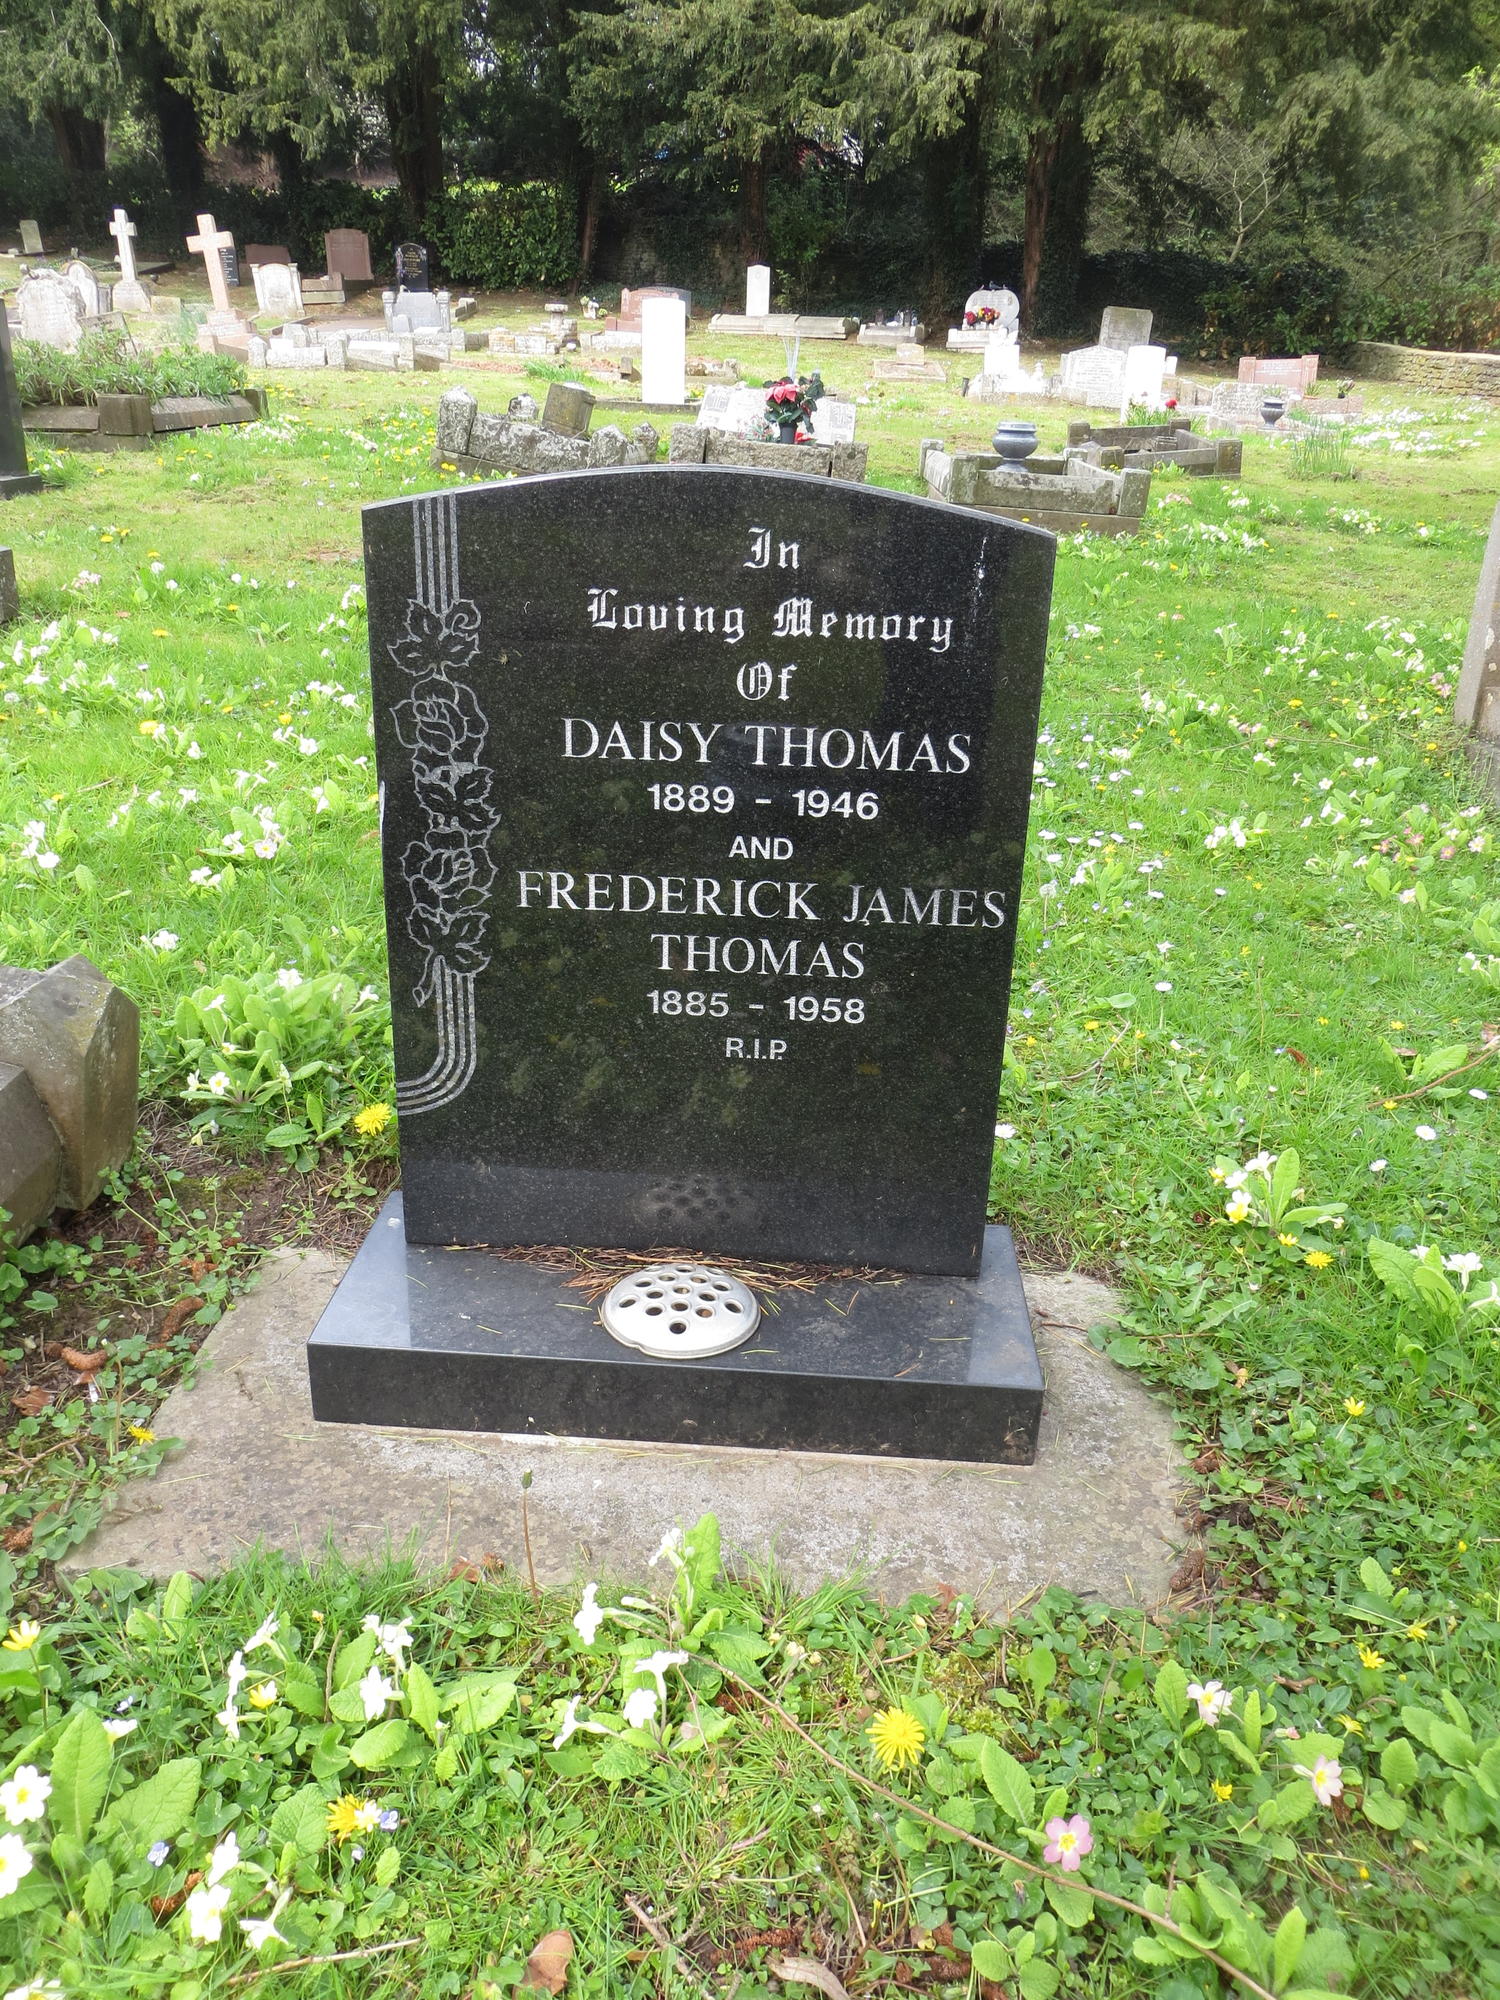 In
Loving Memory
Of
DAISY THOMAS
1889 - 1946
AND
FREDERICK JAMES
THOMAS
1885 - 1958
R.I.P.